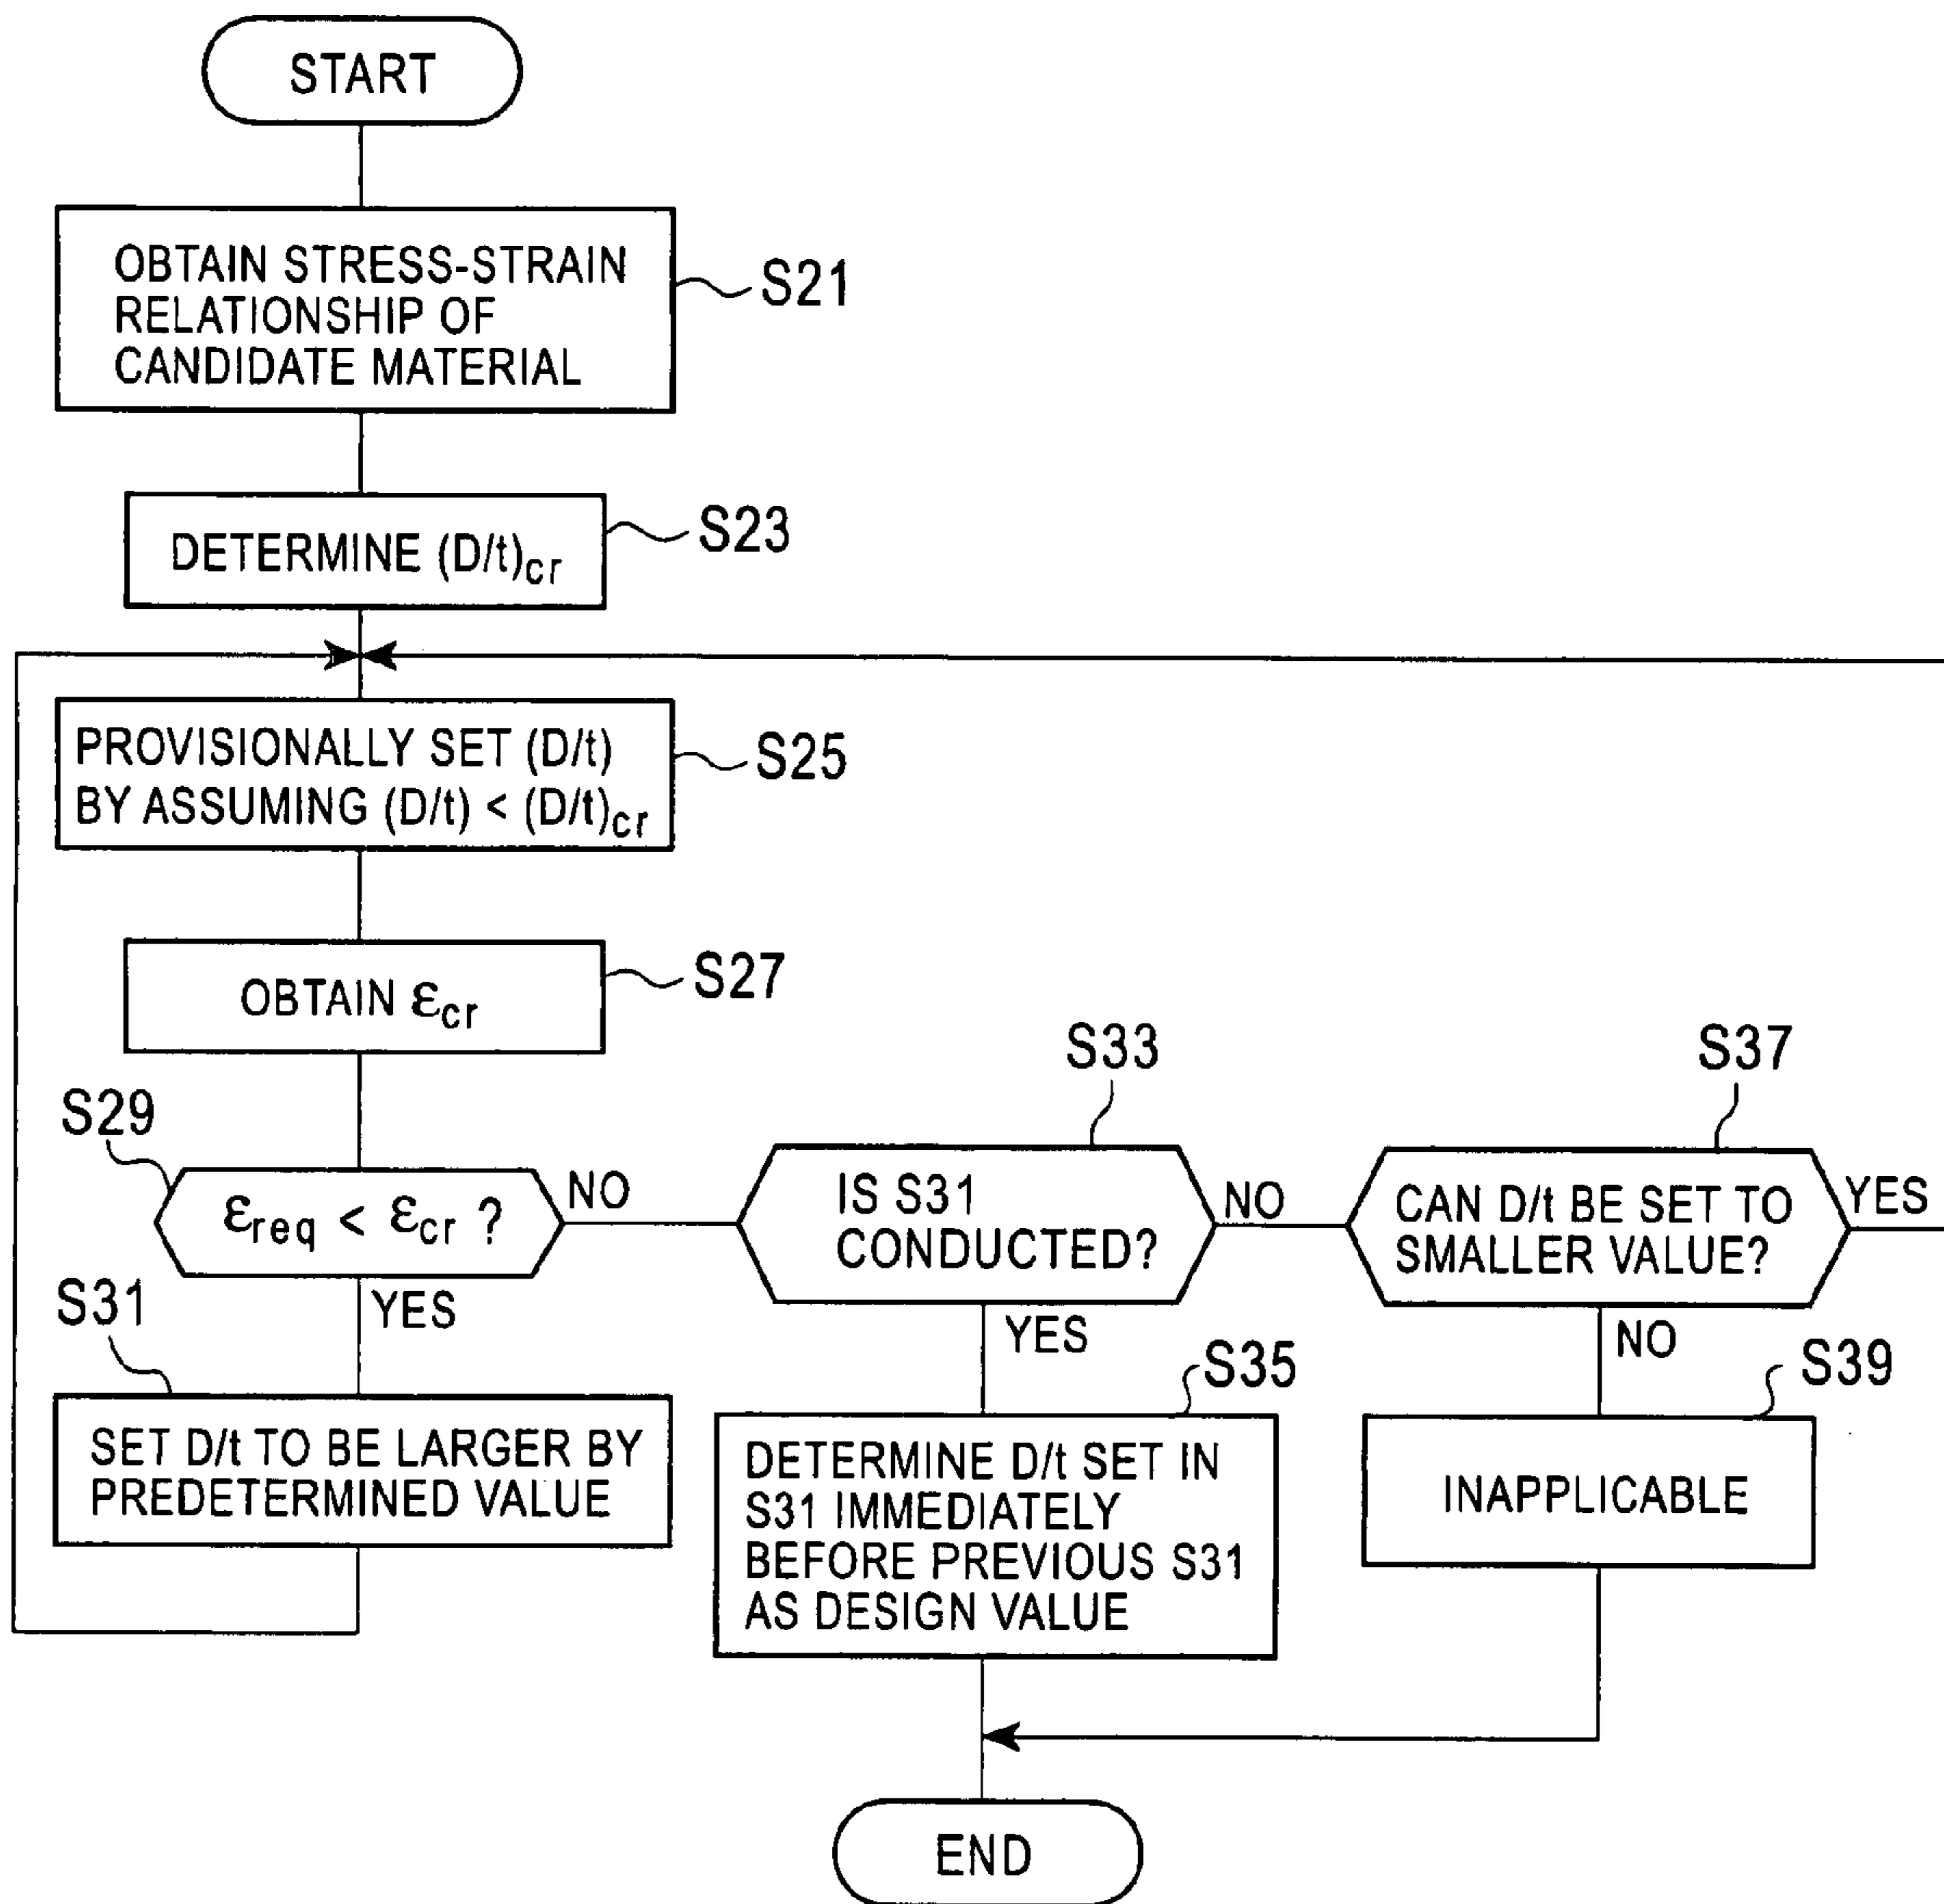 START
OBTAIN STRESS-STRAIN
RELATIONSHIP OF
CANDIDATE MATERIAL
S21
DETERMINE (D/t)cr
S23
PROVISIONALLY SET (D/t)
BY ASSUMING (D/t) < (D/t)cr
S25
OBTAIN εcr
S27
S29
εreq < εcr ?
NO
YES
S31
SET D/t TO BE LARGER BY
PREDETERMINED VALUE
S33
IS S31
CONDUCTED?
NO
YES
S35
DETERMINE D/t SET IN
S31 IMMEDIATELY
BEFORE PREVIOUS S31
AS DESIGN VALUE
S37
CAN D/t BE SET TO
SMALLER VALUE?
YES
NO
S39
INAPPLICABLE
END